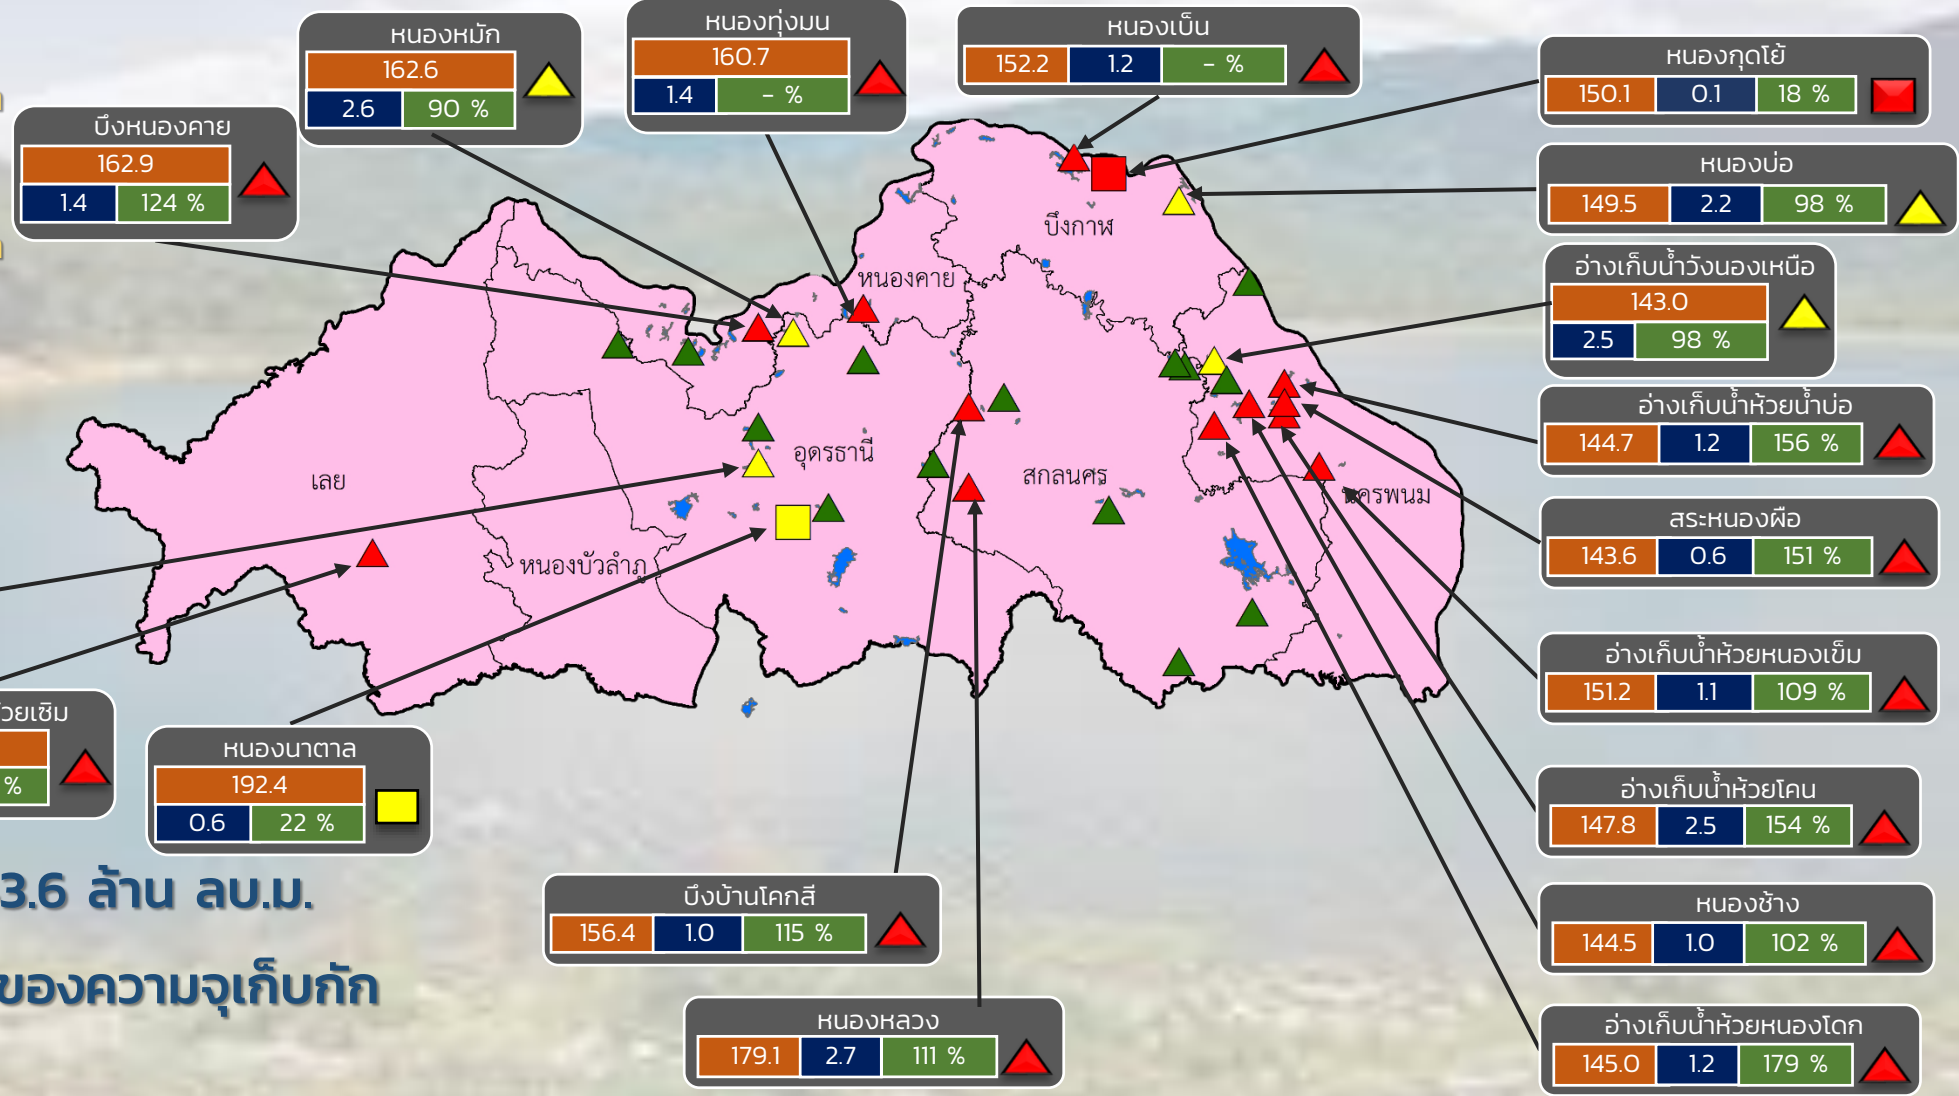 หนองหมัก
162.6
2.6 90 %
หนองทุ่งมน
160.7
1.4 - %
หนองเบ็น
152.2 1.2 - %
หนองกุดโย้
150.1 0.1 18 %
บึงหนองคาย
162.9
1.4 124 %
หนองบ่อ
149.5 2.2 98 %
อ่างเก็บน้ำวังนองเหนือ
143.0
2.5 98 %
อ่างเก็บน้ำห้วยน้ำบ่อ
144.7 1.2 156 %
สระหนองผือ
143.6 0.6 151 %
อ่างเก็บน้ำห้วยหนองเข็ม
151.2 1.1 109 %
อ่างเก็บน้ำห้วยโคน
147.8 2.5 154 %
หนองช้าง
144.5 1.0 102 %
อ่างเก็บน้ำห้วยหนองโดก
145.0 1.2 179 %
บึงกาฬ
หนองคาย
อุดรธานี
เลย
สกลนคร
นครพนม
หนองบัวลำภู
%
หนองนาตาล
192.4
0.6 22 %
3.6 ล้าน ลบ.ม.
ของความจุเก็บกัก
บึงบ้านโคกสี
156.4 1.0 115 %
หนองหลวง
179.1 2.7 111 %